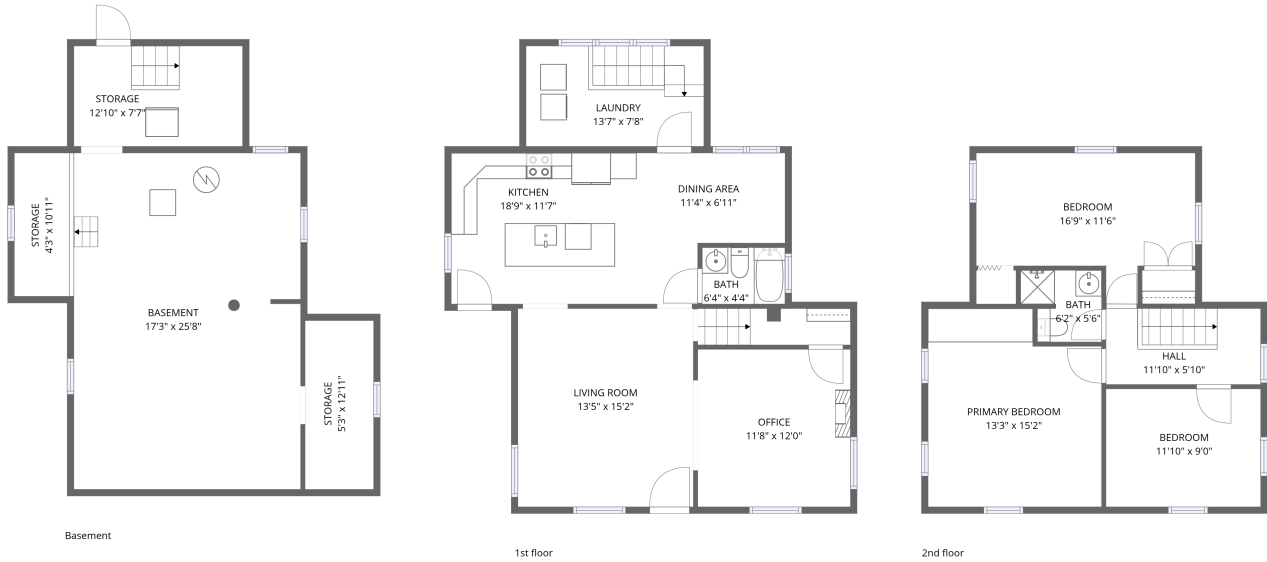 STORAGE
12'10" x 7'7"
STORAGE
4'3" x 10'11"
BASEMENT
17'3" x 25'8"
STORAGE
5'3" x 12'11"
Basement
LAUNDRY
13'7" x 7'8"
KITCHEN
18'9" x 11'7"
DINING AREA
11'4" x 6'11"
BATH
6'4" x 4'4"
LIVING ROOM
13'5" x 15'2"
OFFICE
11'8" x 12'0"
1st floor
BEDROOM
16'9" x 11'6"
BATH
6'2" x 5'6"
HALL
11'10" x 5'10"
PRIMARY BEDROOM
13'3" x 15'2"
BEDROOM
11'10" x 9'0"
2nd floor